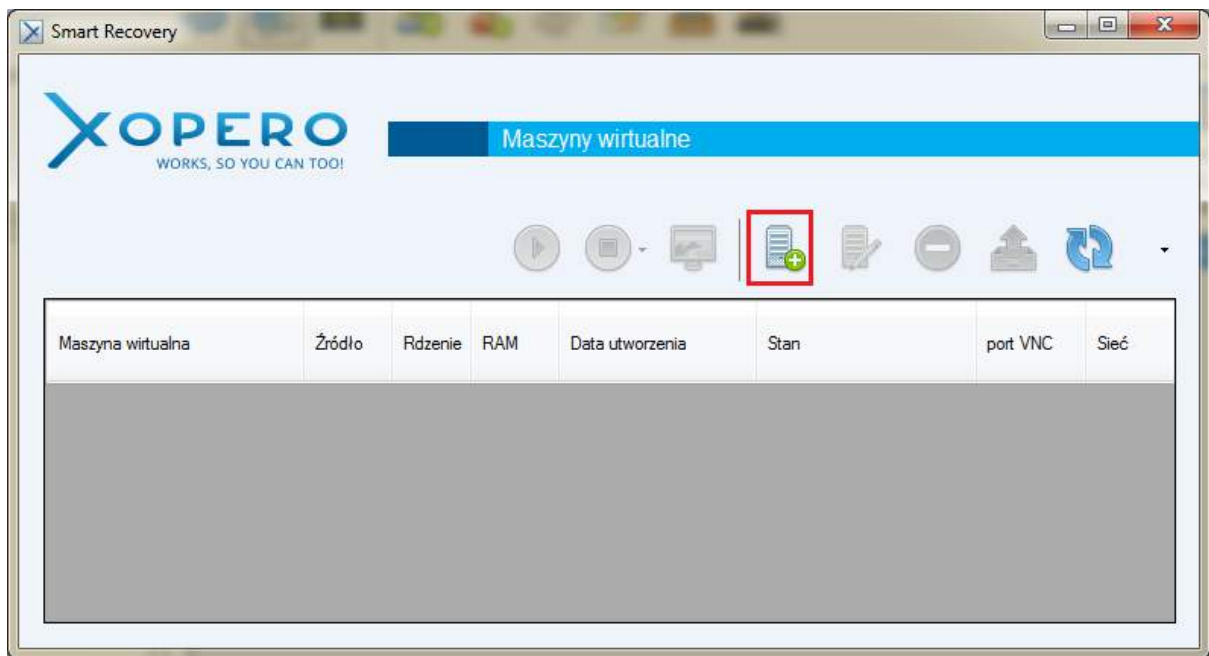 Smart Recovery
XOPERO
WORKS, SO YOU CAN TOO!
Maszyny wirtualne
Maszyna wirtualna Źródło Rdzenie RAM Data utworzenia Stan port VNC Sieć